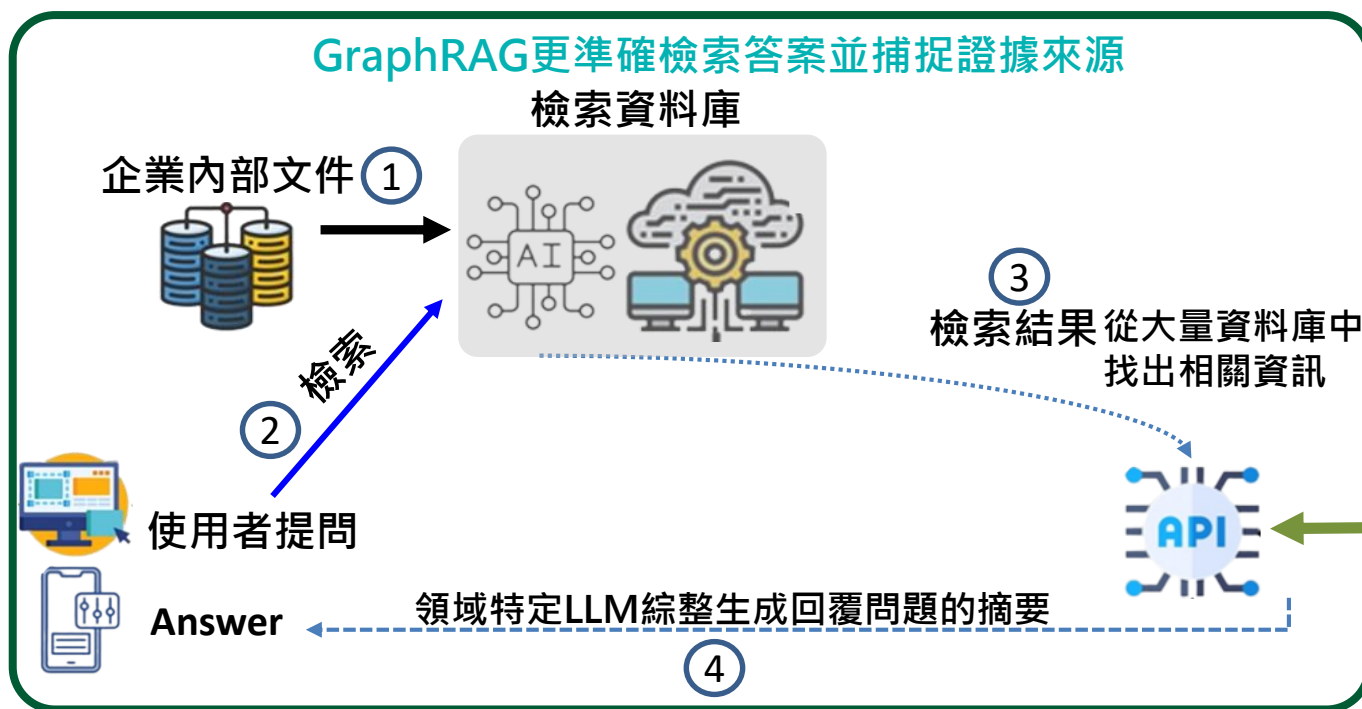 GraphRAG更準確檢索答案並捕捉證據來源
檢索資料庫
企業內部文件 1
AI
3
檢索結果 從大量資料庫中
找出相關資訊
2 檢索
API
使用者提問
Answer
領域特定LLM綜整生成回覆問題的摘要
4